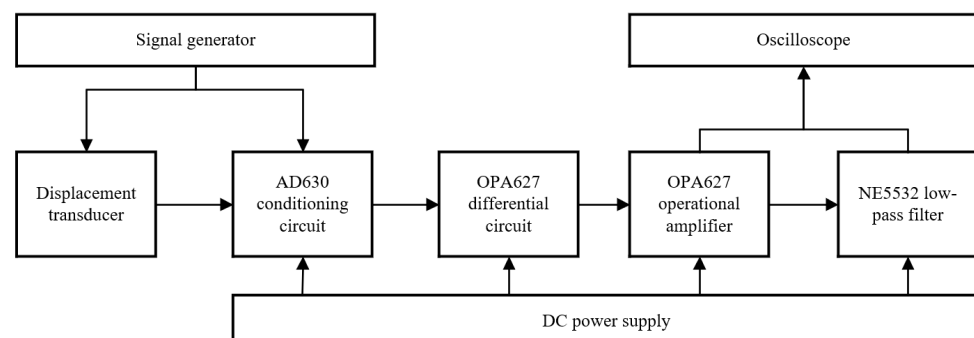 Signal generator
Oscilloscope
Displacement
transducer
AD630
conditioning
circuit
OPA627
differential
circuit
OPA627
operational
amplifier
NE5532 low-
pass filter
DC power supply